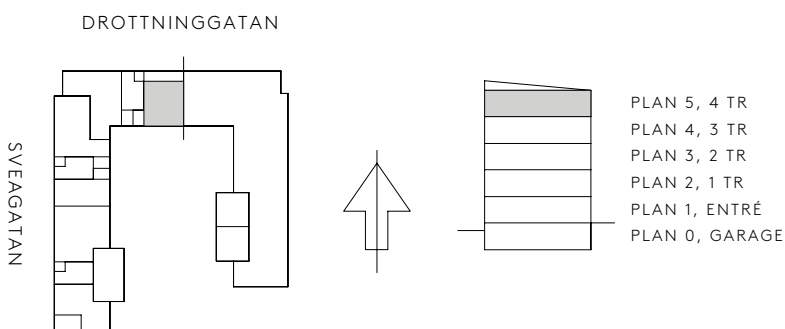 DROTTNINGGATAN
SVEAGATAN
PLAN 5, 4 TR
PLAN 4, 3 TR
PLAN 3, 2 TR
PLAN 2, 1 TR
PLAN 1, ENTRÉ
PLAN 0, GARAGE